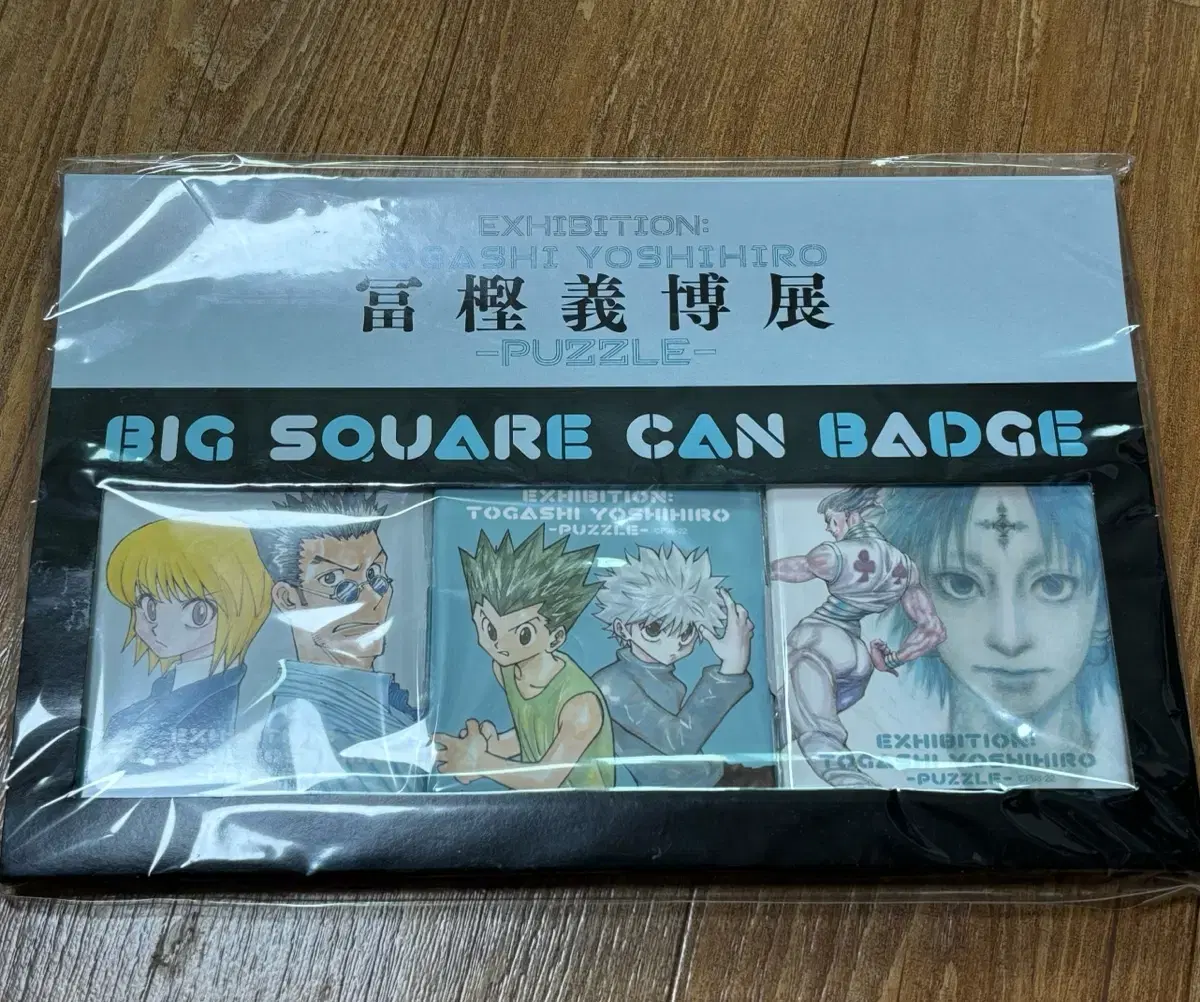 EXHIBITION:
TOGASHI YOSHIHIRO
冨樫義博展
-PUZZLE-
BIG SQUARE CAN BADGE
EXHIBITION:
TOGASHI YOSHIHIRO
-PUZZLE-
EXHIBITION:
TOGASHI YOSHIHIRO
-PUZZLE-